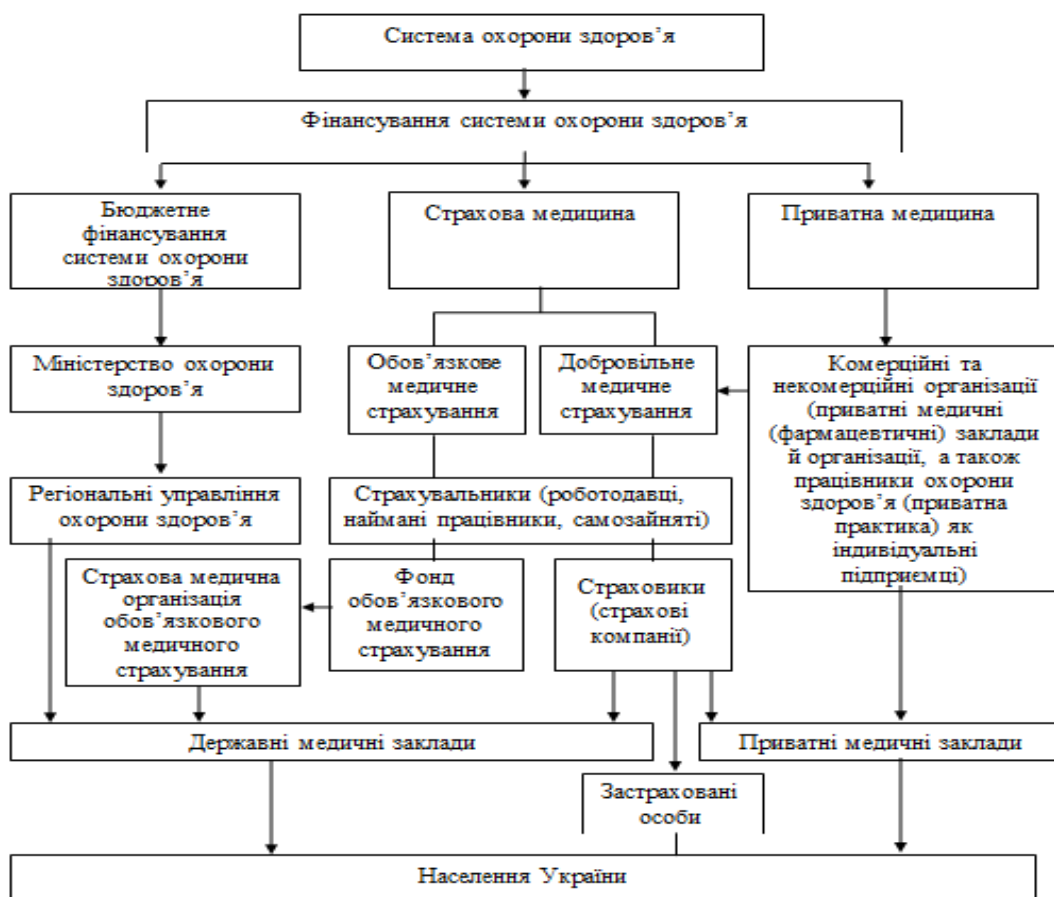 Система охорони здоров’я
Фінансування системи охорони здоров’я
Бюджетне
фінансування
системи охорони
здоров’я
Страхова медицина
Приватна медицина
Міністерство охорони
здоров’я
Обов’язкове
медичне
страхування
Добровільне
медичне
страхування
Комерційні та
некомерційні організації
(приватні медичні
(фармацевтичні) заклади
й організації, а також
працівники охорони
здоров’я (приватна
практика) як
індивідуальні
підприємці)
Регіональні управління
охорони здоров’я
Страхувальники (роботодавці,
наймані працівники, самозайняті)
Страхова медична
організація
обов’язкового
медичного
страхування
Фонд
обов’язкового
медичного
страхування
Страховики
(страхові
компанії)
Державні медичні заклади
Приватні медичні заклади
Застраховані
особи
Населення України